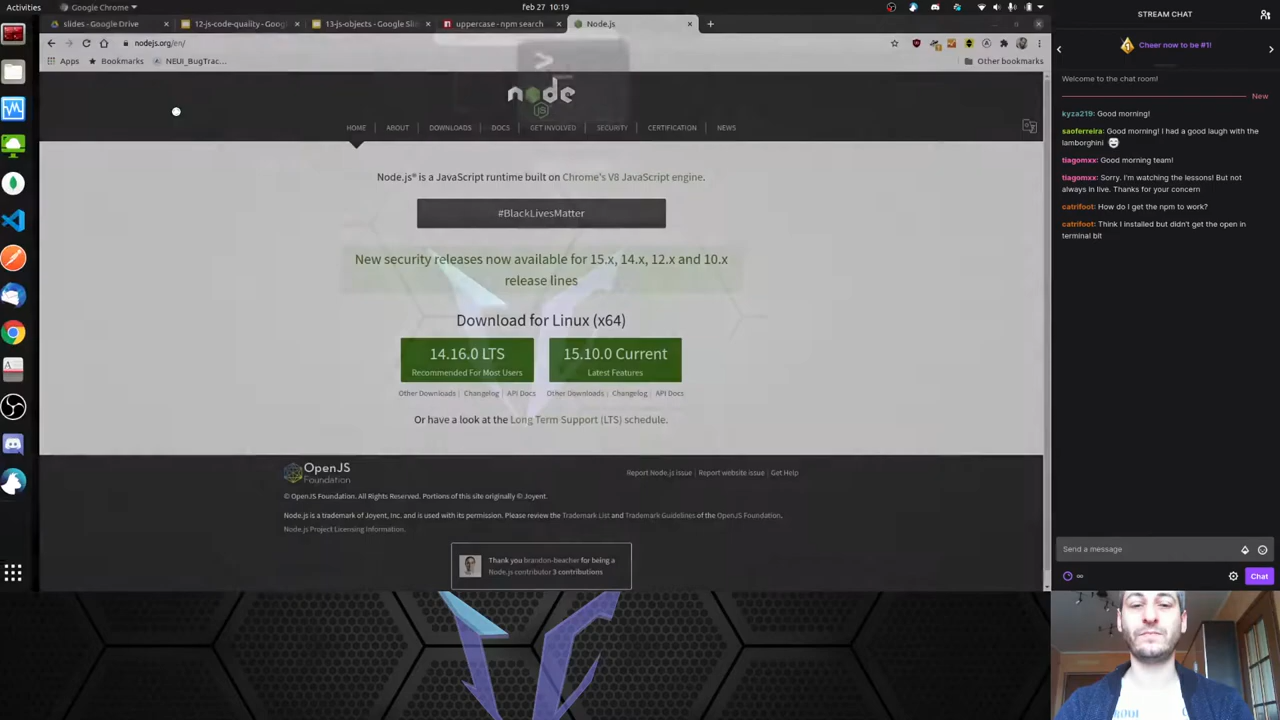 Activities
Google Chrome
feb 27 10:19
slides - Google Drive
12-js-code-quality - Goog
13-js-objects - Google Slid
uppercase - npm search
Node.js
nodejs.org/en/
Apps
Bookmarks
NEUI_BugTrac...
Other bookmarks
node
JS
HOME
ABOUT
DOWNLOADS
DOCS
GET INVOLVED
SECURITY
CERTIFICATION
NEWS
Node.js® is a JavaScript runtime built on Chrome's V8 JavaScript engine.
#BlackLivesMatter
New security releases now available for 15.x, 14.x, 12.x and 10.x
release lines
Download for Linux (x64)
14.16.0 LTS
Recommended For Most Users
15.10.0 Current
Latest Features
Other Downloads | Changelog | API Docs
Other Downloads | Changelog | API Docs
Or have a look at the Long Term Support (LTS) schedule.
OpenJS
Foundation
Report Node.js issue | Report website issue | Get Help
© OpenJS Foundation. All Rights Reserved. Portions of this site originally © Joyent.
Node.js is a trademark of Joyent, Inc. and is used with its permission. Please review the Trademark List and Trademark Guidelines of the OpenJS Foundation.
Node.js Project Licensing Information.
Thank you brandon-beacher for being a
Node.js contributor 3 contributions
STREAM CHAT
Cheer now to be #1!
Welcome to the chat room!
New
kyza219: Good morning!
saoferreira: Good morning! I had a good laugh with the
lamborghini
tiagomxx: Good morning team!
tiagomxx: Sorry. I'm watching the lessons! But not
always in live. Thanks for your concern
catrifoot: How do I get the npm to work?
catrifoot: Think I installed but didn't get the open in
terminal bit
Send a message
Chat